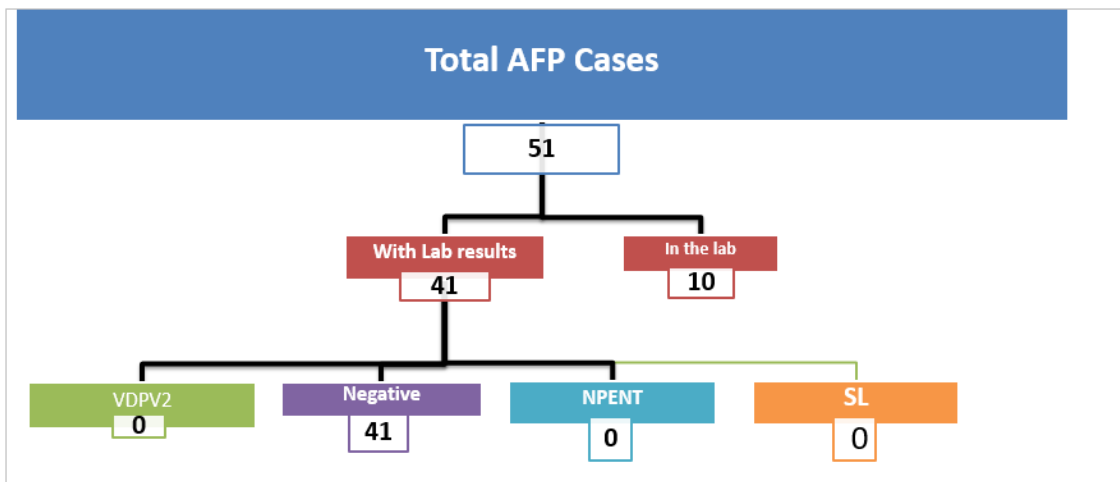 Total AFP Cases
51
With Lab results
41
In the lab
10
VDPV2
0
Negative
41
NPENT
0
SL
0